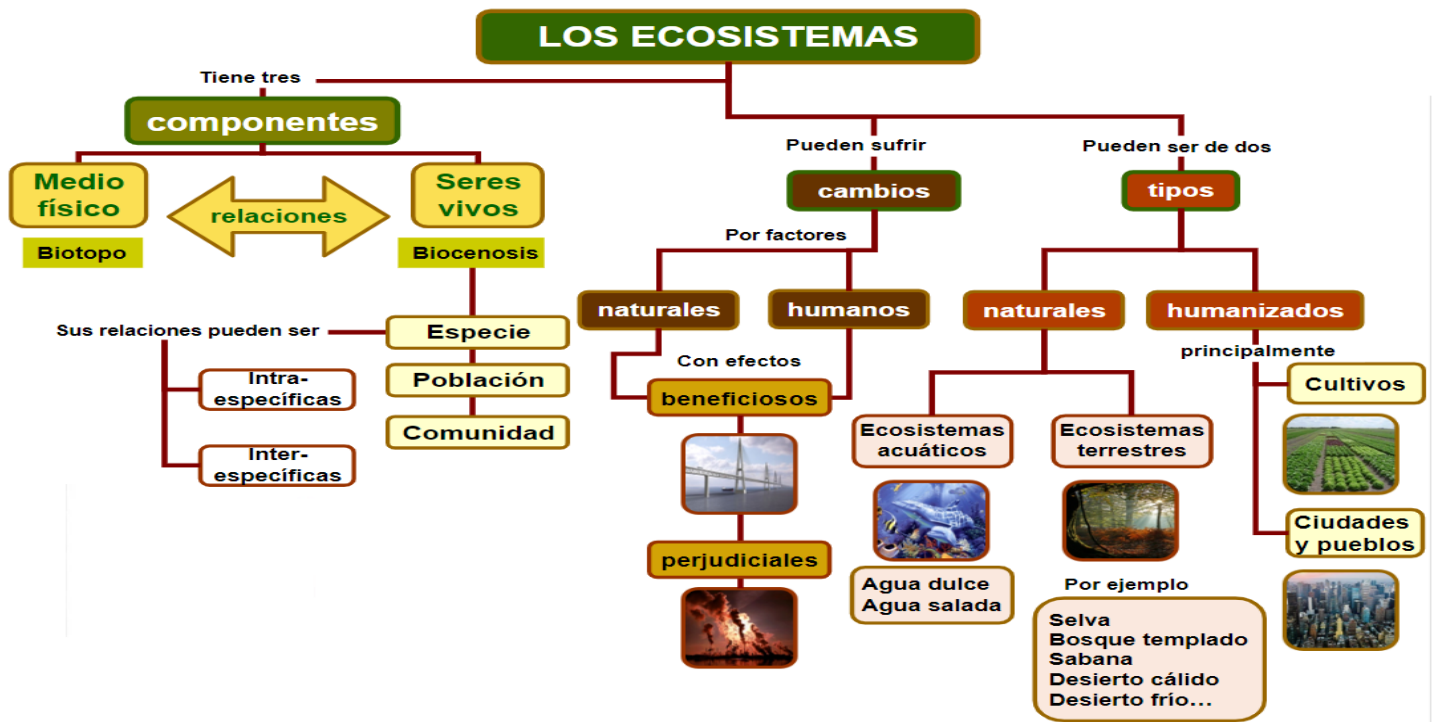 LOS ECOSISTEMAS
Tiene tres
componentes
Medio
físico
relaciones
Seres
vivos
Biotopo
Biocenosis
Sus relaciones pueden ser
Especie
Intra-
específicas
Población
Comunidad
Inter-
específicas
Pueden sufrir
cambios
Por factores
naturales
humanos
Con efectos
beneficiosos
perjudiciales
Pueden ser de dos
tipos
naturales
humanizados
Ecosistemas
acuáticos
Agua dulce
Agua salada
Ecosistemas
terrestres
Por ejemplo
Selva
Bosque templado
Sabana
Desierto cálido
Desierto frío...
principalmente
Cultivos
Ciudades
y pueblos